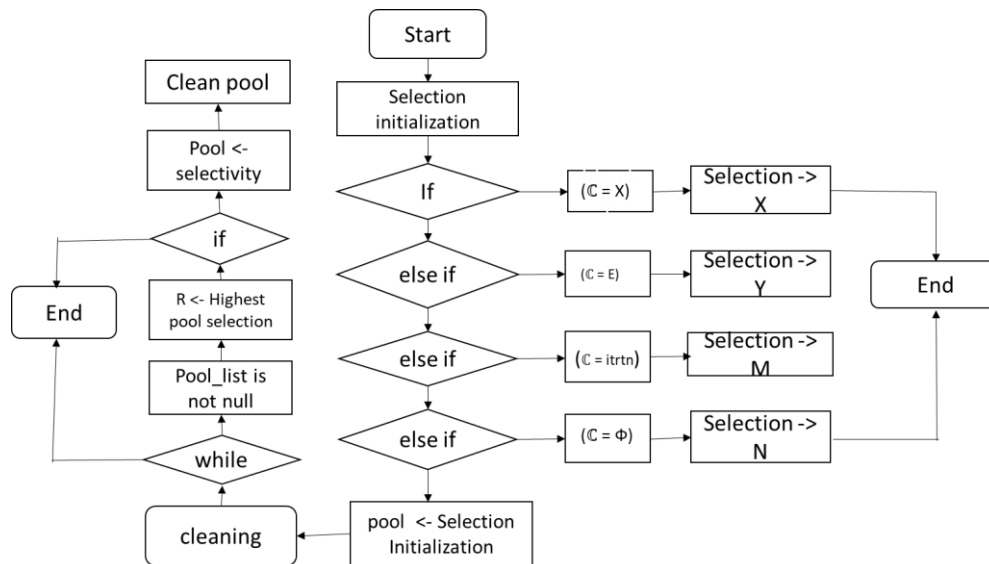 Start
Selection
initialization
If
(ℂ = X)
Selection ->
X
else if
(ℂ = E)
Selection ->
Y
End
else if
(ℂ = itrtn)
Selection ->
M
else if
(ℂ = Φ)
Selection ->
N
pool <- Selection
Initialization
cleaning
while
Pool_list is
not null
R <- Highest
pool selection
if
Pool <-
selectivity
Clean pool
End